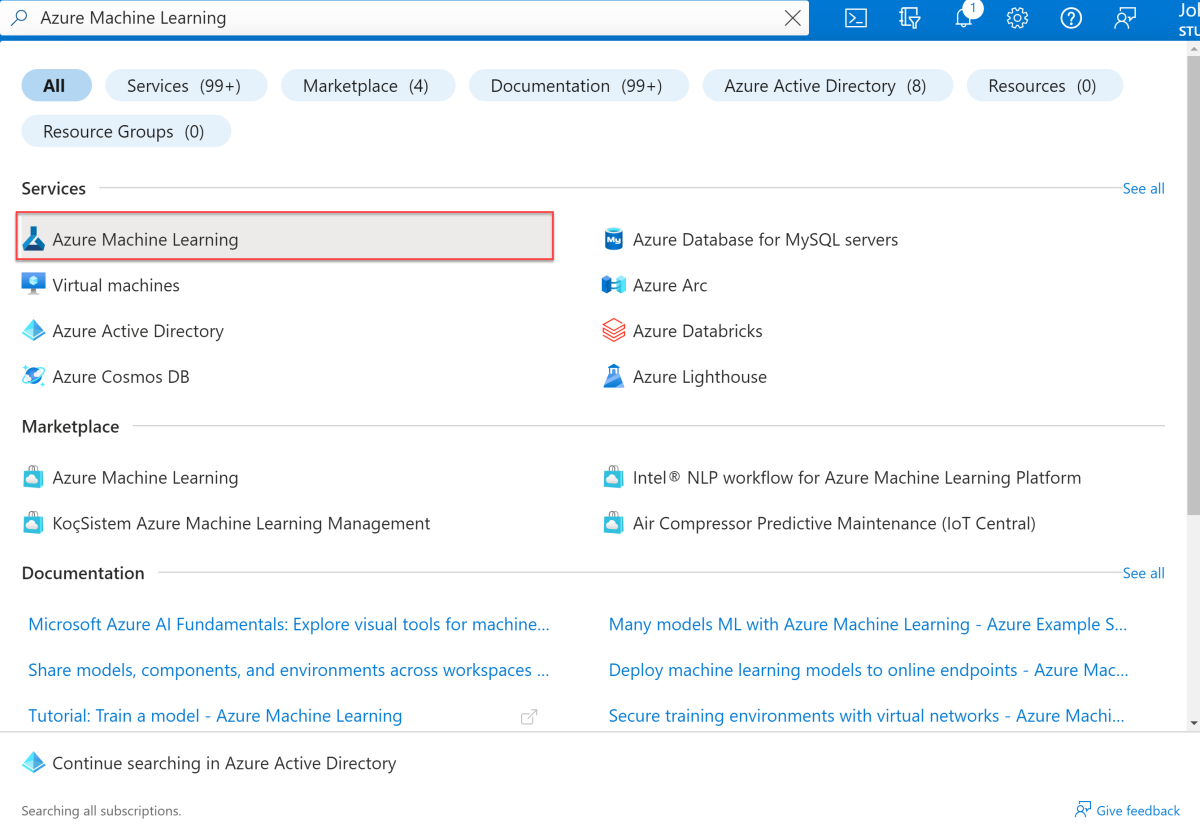 Azure Machine Learning
1
Jo
STU
All
Services (99+)
Marketplace (4)
Documentation (99+)
Azure Active Directory (8)
Resources (0)
Resource Groups (0)
Services
See all
Azure Machine Learning
My
Azure Database for MySQL servers
Virtual machines
Azure Arc
Azure Active Directory
Azure Databricks
Azure Cosmos DB
Azure Lighthouse
Marketplace
Azure Machine Learning
Intel® NLP workflow for Azure Machine Learning Platform
KoçSistem Azure Machine Learning Management
Air Compressor Predictive Maintenance (IoT Central)
Documentation
See all
Microsoft Azure AI Fundamentals: Explore visual tools for machine...
Many models ML with Azure Machine Learning - Azure Example S...
Share models, components, and environments across workspaces ...
Deploy machine learning models to online endpoints - Azure Mac...
Tutorial: Train a model - Azure Machine Learning
Secure training environments with virtual networks - Azure Machi...
Continue searching in Azure Active Directory
Searching all subscriptions.
Give feedback